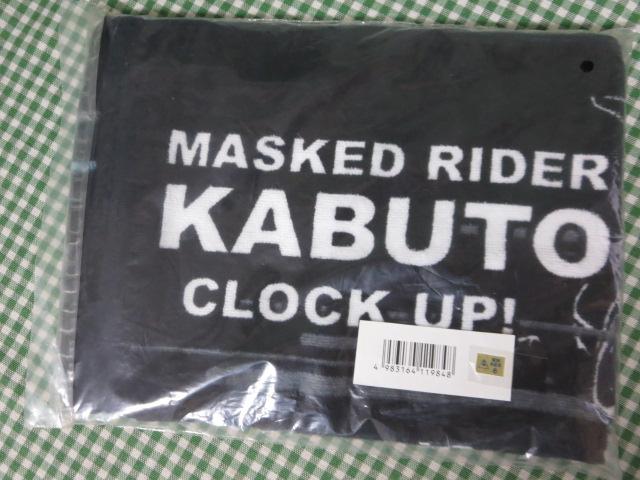 MASKED RIDER
KABUTO
CLOCK UP!
4 983164 119848